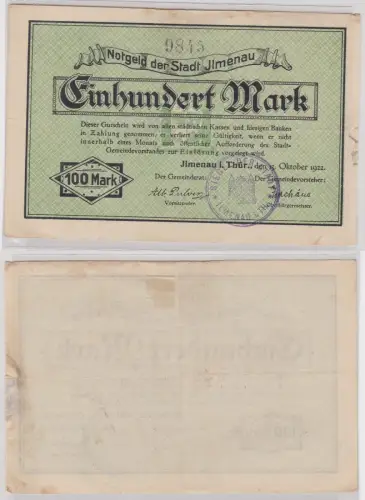 9845
Notgeld der Stadt Jlmenau
Einhundert Mark
Dieser Gutschein wird von allen städtischen Kassen und hiesigen Banken
in Zahlung genommen; er verliert seine Gültigkeit, wenn er nicht
innerhalb eines Monats nach öffentlicher Aufforderung des Stadt-
Gemeindevorstandes zur Einlösung vorgelegt wird.
Jlmenau i. Thür., den Oktober 1922.
Der Gemeinderat: Der Gemeindevorsteher:
100 Mark
Vorsitzender